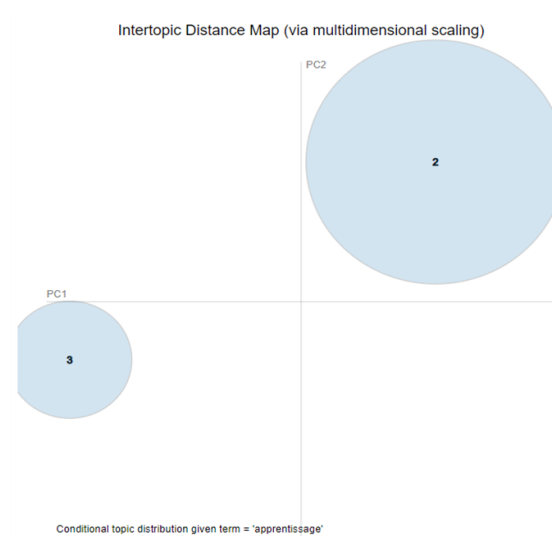 Intertopic Distance Map (via multidimensional scaling)
PC2
2
PC1
3
Conditional topic distribution given term = 'apprentissage'